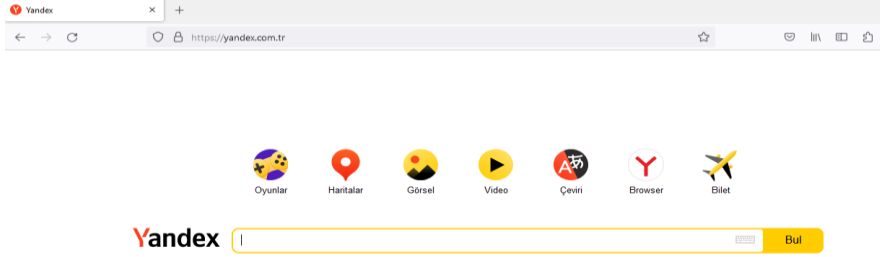 Yandex
https://yandex.com.tr
Oyunlar Haritalar Görsel Video Çeviri Browser Bilet
Yandex Bul